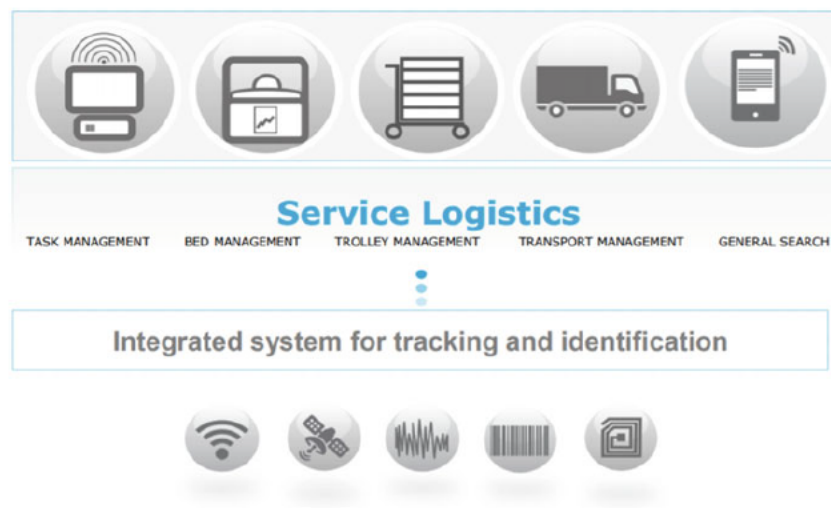 Service Logistics
TASK MANAGEMENT BED MANAGEMENT TROLLEY MANAGEMENT TRANSPORT MANAGEMENT GENERAL SEARCH
Integrated system for tracking and identification